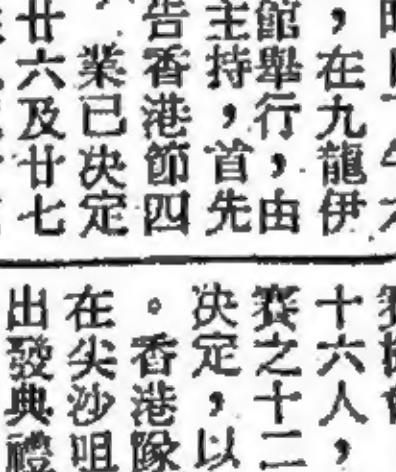 ，在九龍伊
館舉行，由
主持，首先
告香港節四
業已决定
廿六及廿七
十六人，
賽之十二
决定，以
。香港隊
在尖沙咀
出發典禮